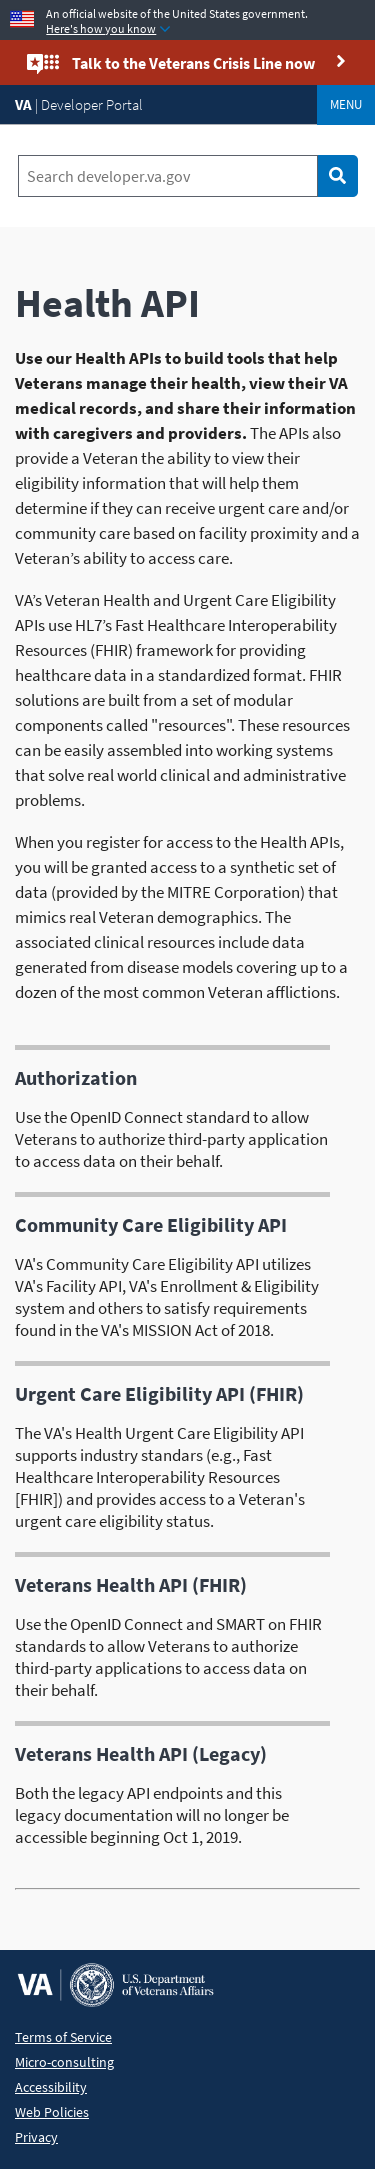 An official website of the United States government.
Here's how you know
Talk to the Veterans Crisis Line now
VA | Developer Portal
MENU
Search developer.va.gov
Health API
Use our Health APIs to build tools that help
Veterans manage their health, view their VA
medical records, and share their information
with caregivers and providers. The APIs also
provide a Veteran the ability to view their
eligibility information that will help them
determine if they can receive urgent care and/or
community care based on facility proximity and a
Veteran’s ability to access care.
VA’s Veteran Health and Urgent Care Eligibility
APIs use HL7’s Fast Healthcare Interoperability
Resources (FHIR) framework for providing
healthcare data in a standardized format. FHIR
solutions are built from a set of modular
components called "resources". These resources
can be easily assembled into working systems
that solve real world clinical and administrative
problems.
When you register for access to the Health APIs,
you will be granted access to a synthetic set of
data (provided by the MITRE Corporation) that
mimics real Veteran demographics. The
associated clinical resources include data
generated from disease models covering up to a
dozen of the most common Veteran afflictions.
Authorization
Use the OpenID Connect standard to allow
Veterans to authorize third-party application
to access data on their behalf.
Community Care Eligibility API
VA's Community Care Eligibility API utilizes
VA's Facility API, VA's Enrollment & Eligibility
system and others to satisfy requirements
found in the VA's MISSION Act of 2018.
Urgent Care Eligibility API (FHIR)
The VA's Health Urgent Care Eligibility API
supports industry standars (e.g., Fast
Healthcare Interoperability Resources
[FHIR]) and provides access to a Veteran's
urgent care eligibility status.
Veterans Health API (FHIR)
Use the OpenID Connect and SMART on FHIR
standards to allow Veterans to authorize
third-party applications to access data on
their behalf.
Veterans Health API (Legacy)
Both the legacy API endpoints and this
legacy documentation will no longer be
accessible beginning Oct 1, 2019.
VA
U.S. Department
of Veterans Affairs
Terms of Service
Micro-consulting
Accessibility
Web Policies
Privacy